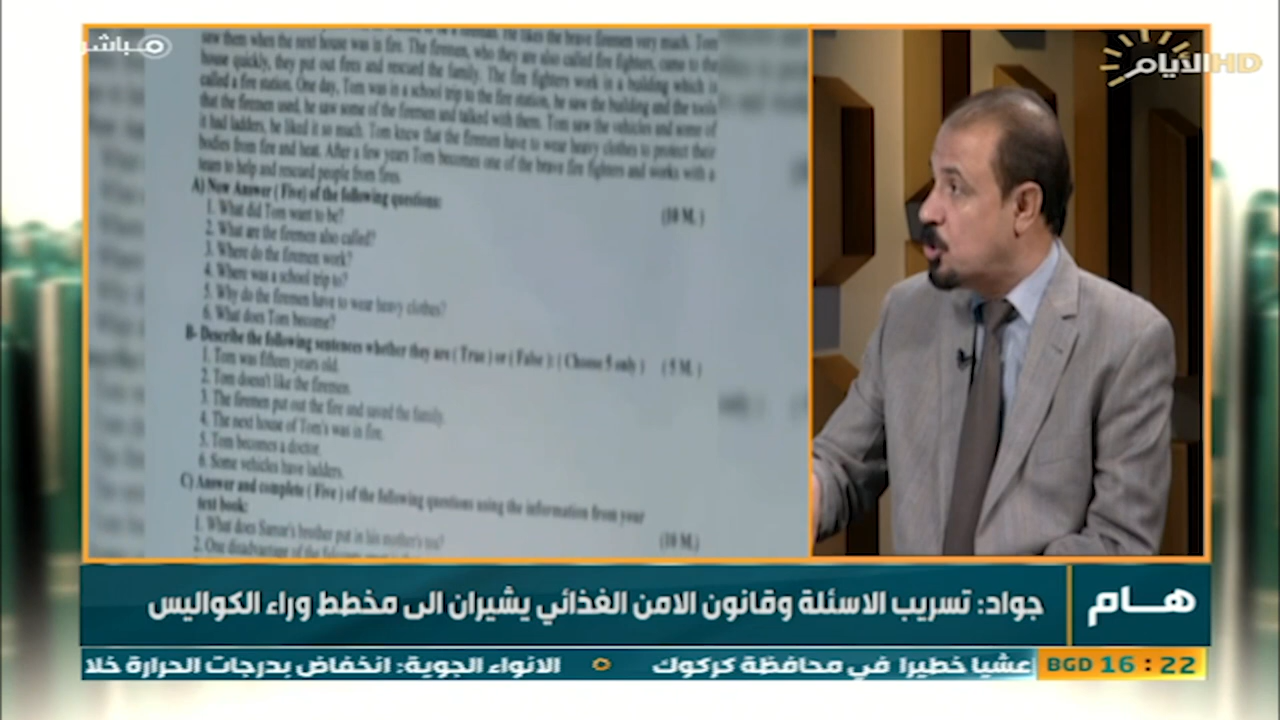 مباشر
الأيام HD
saw them when the next house was in fire. The firemen, who they are also called fire fighters, came to the
house quickly, they put out fires and rescued the family. The fire fighters work in a building which is
called a fire station. One day, Tom was in a school trip to the fire station, he saw the building and the tools
that the firemen used, he saw some of the firemen and talked with them. Tom saw the vehicles and some of
it had ladders, he liked it so much. Tom knew that the firemen have to wear heavy clothes to protect their
bodies from fire and heat. After a few years Tom becomes one of the brave fire fighters and works with a
team to help and rescued people from fires
A) Now Answer ( Five) of the following questions: (10 M.)
1. What did Tom want to be?
2. What are the firemen also called?
3. Where do the firemen work?
4. Where was a school trip to?
5. Why do the firemen have to wear heavy clothes?
6. What does Tom become?
B- Describe the following sentences whether they are ( True ) or ( False ): ( Choose 5 only ) ( 5 M. )
1. Tom was fifteen years old.
2. Tom doesn't like the firemen.
3. The firemen put out the fire and saved the family.
4. The next house of Tom's was in fire.
5. Tom becomes a doctor.
6. Some vehicles have ladders.
C) Answer and complete ( Five ) of the following questions using the information from your
text book: (10 M.)
1. What does Samar's brother put in his mother's tea?
2. One disadvantage of the
هـام
جواد: تسريب الاسئلة وقانون الامن الغذائي يشيران الى مخطط وراء الكواليس
BGD 16:22
عشيا خطيرا في محافظة كركوك
الانواء الجوية: انخفاض بدرجات الحرارة خلا